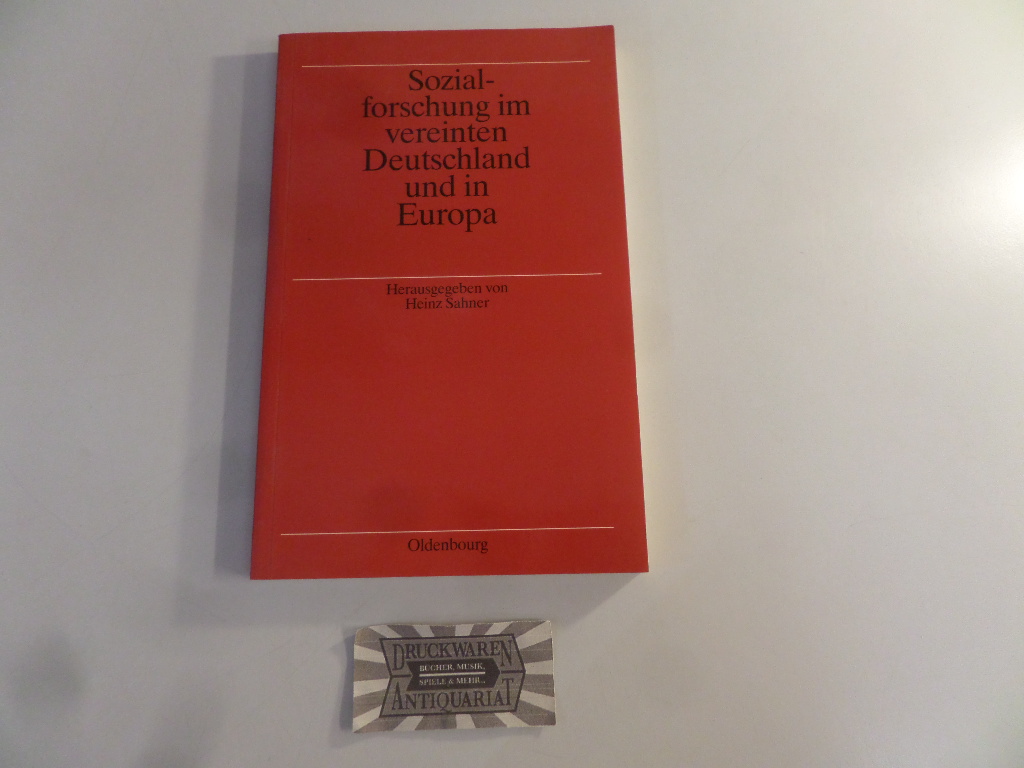 Sozial-
forschung im
vereinten
Deutschland
und in
Europa
Herausgegeben von
Heinz Sahner
Oldenbourg
DRUCKWAREN
BÜCHER, MUSIK,
SPIELE & MEHR...
ANTIQUARIAT